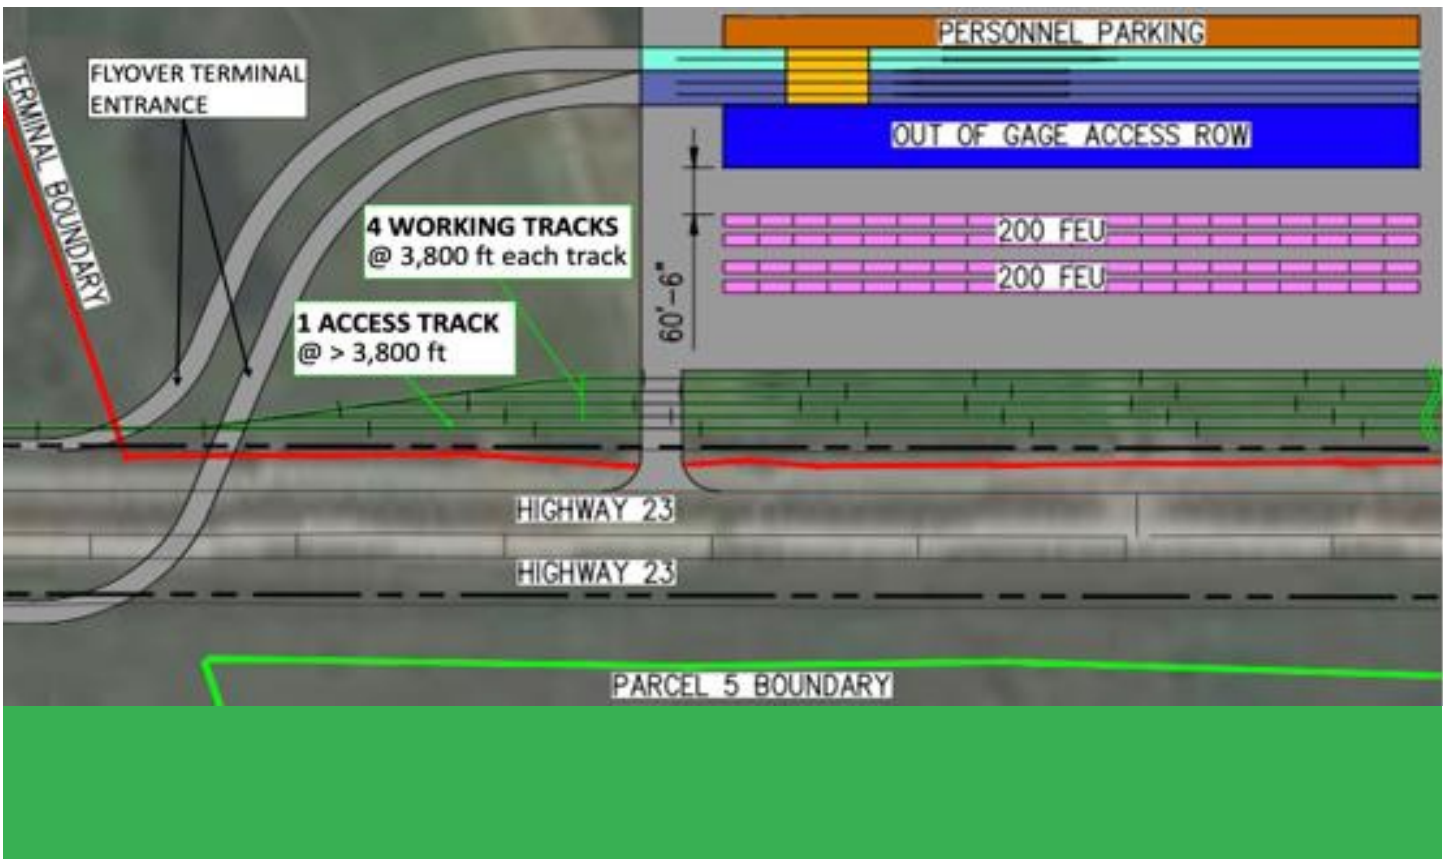 PERSONNEL PARKING
FLYOVER TERMINAL
ENTRANCE
TERMINAL BOUNDARY
OUT OF GAGE ACCESS ROW
4 WORKING TRACKS
@ 3,800 ft each track
200 FEU
200 FEU
60'-6"
1 ACCESS TRACK
@ > 3,800 ft
HIGHWAY 23
HIGHWAY 23
PARCEL 5 BOUNDARY